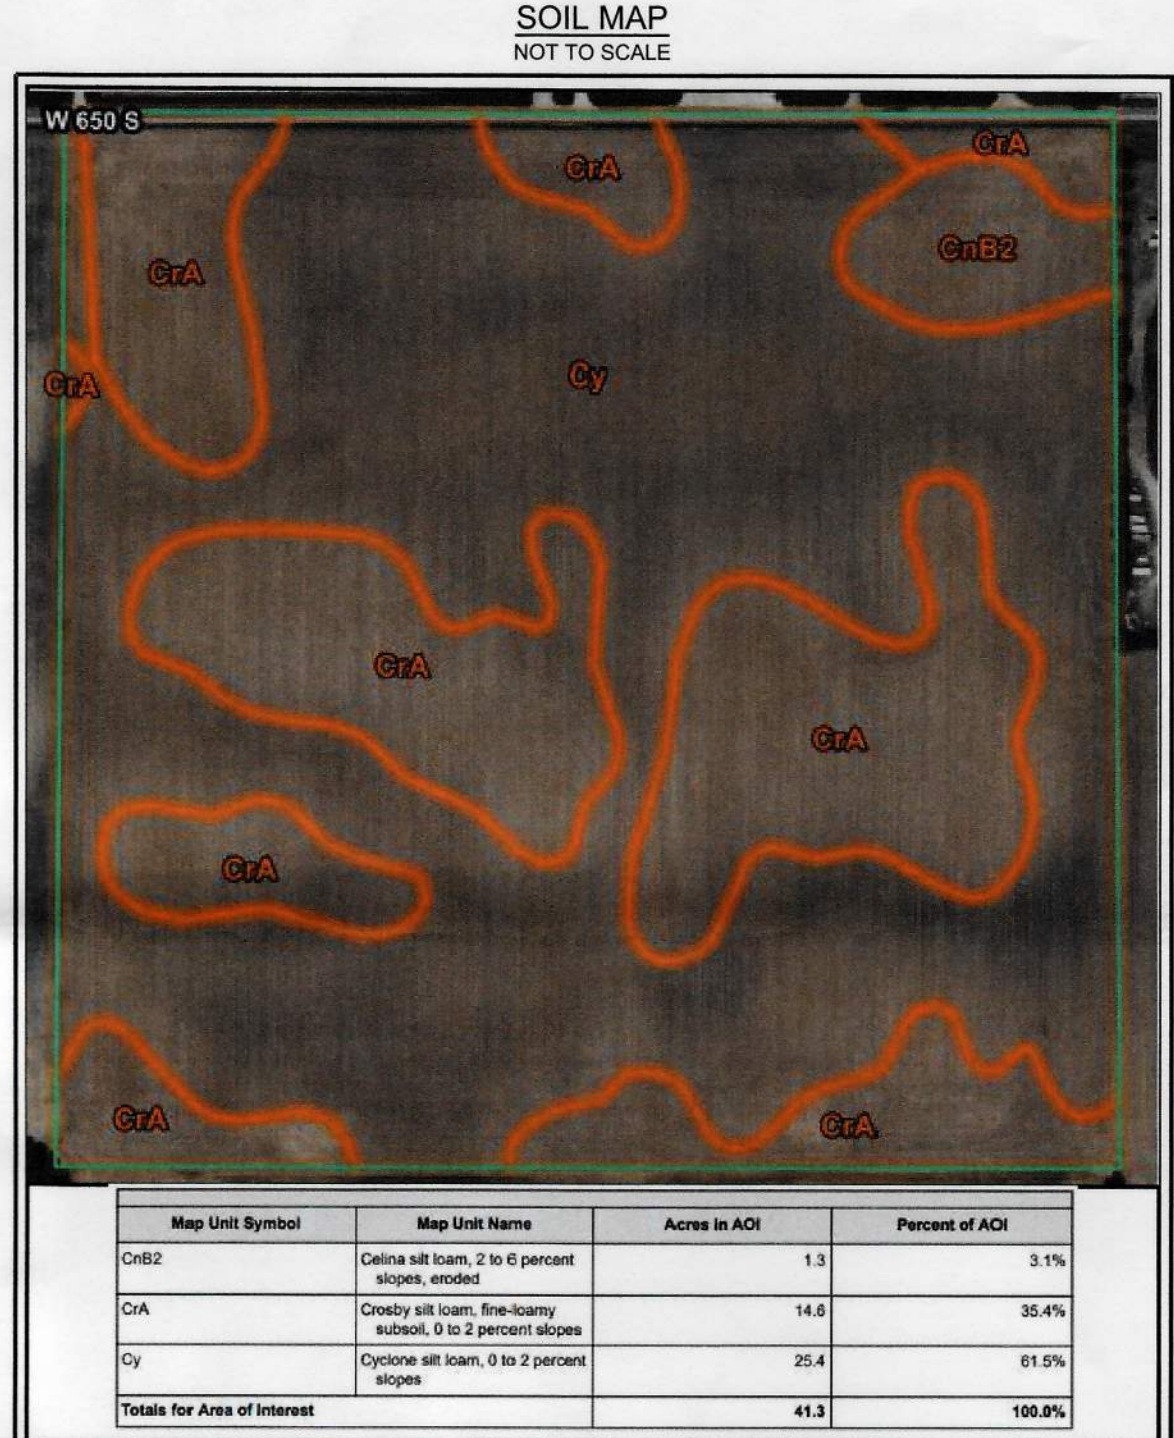 SOIL MAP
NOT TO SCALE
W 650 S
CrA
CrA
CrA
CnB2
CrA
Cy
CrA
CrA
CrA
CrA
CrA
CrA
Map Unit Symbol Map Unit Name Acres in AOI Percent of AOI
CnB2 Celina silt loam, 2 to 6 percent 1.3 3.1%
slopes, eroded
CrA Crosby silt loam, fine-loamy 14.6 35.4%
subsoil, 0 to 2 percent slopes
Cy Cyclone silt loam, 0 to 2 percent 25.4 61.5%
slopes
Totals for Area of Interest 41.3 100.0%